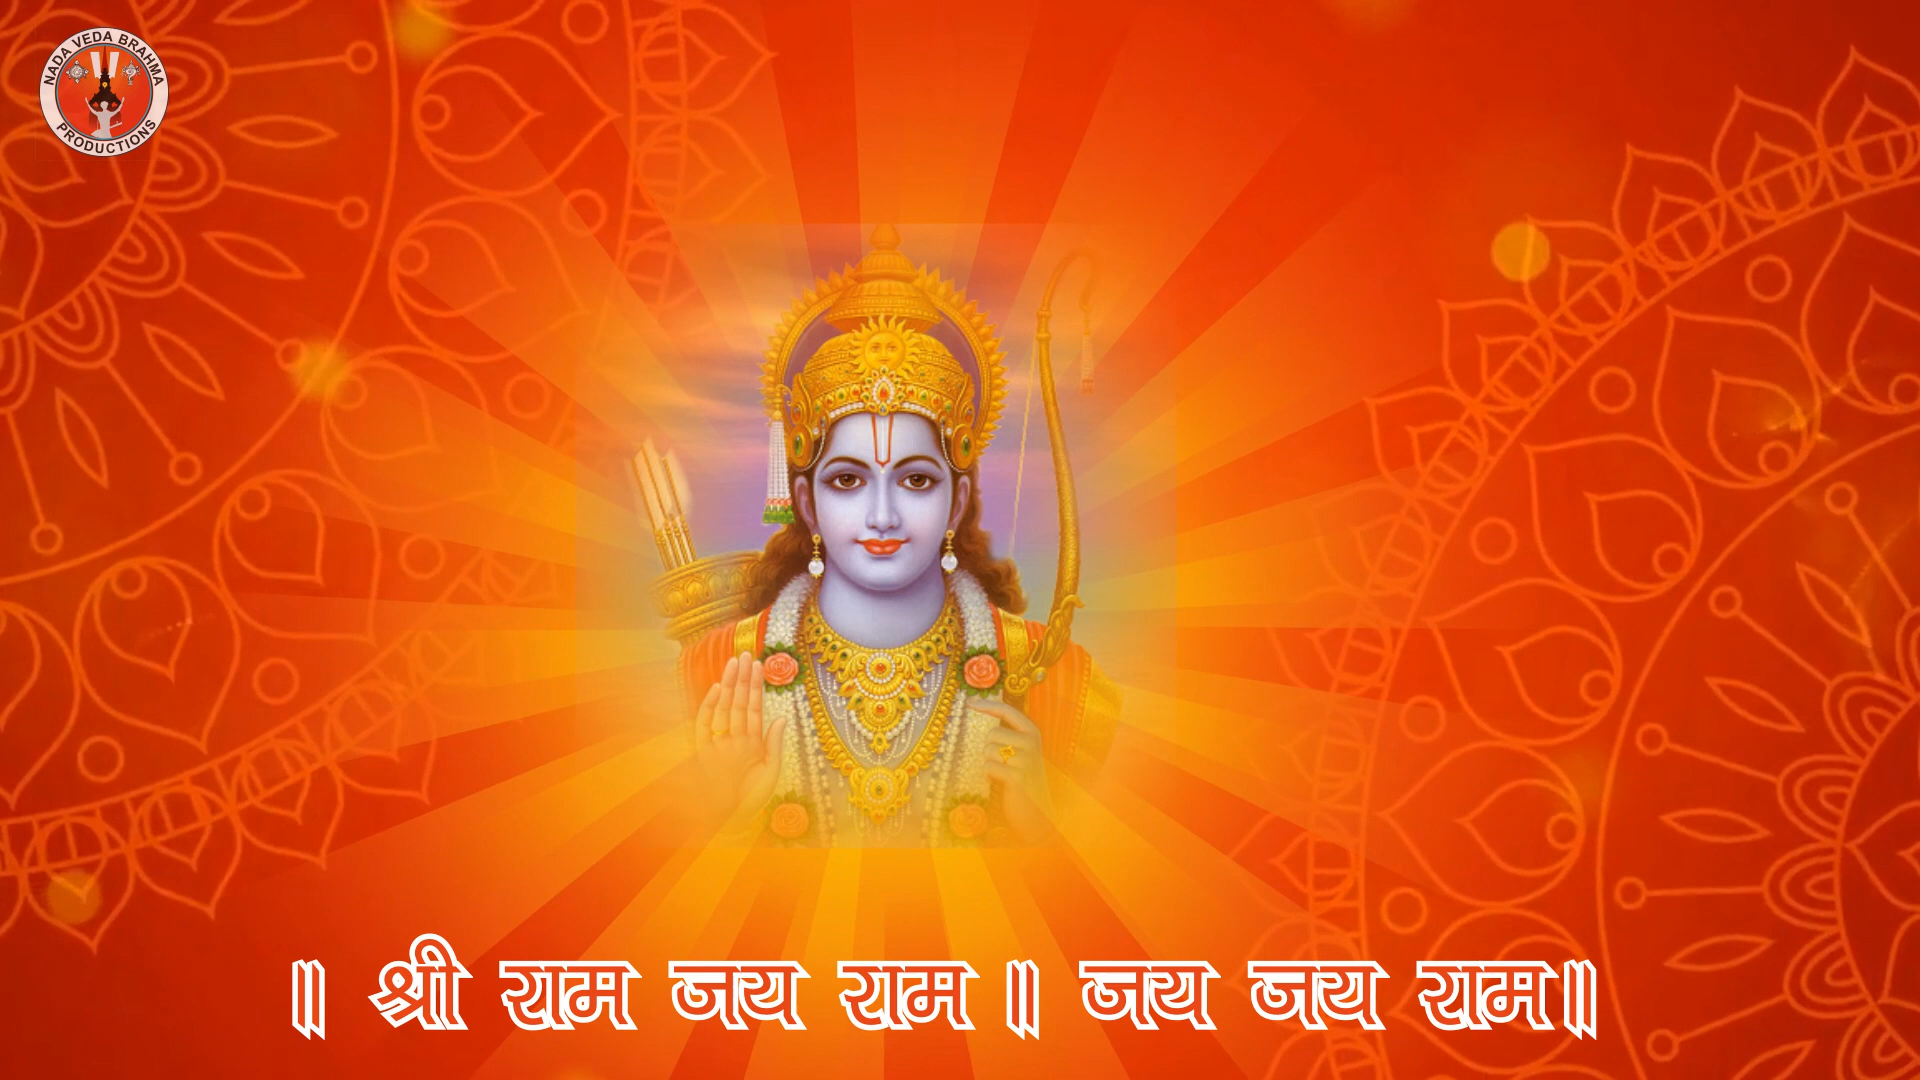 NADA VEDA BRAHMA
PRODUCTIONS
॥ श्री राम जय राम ॥ जय जय राम॥